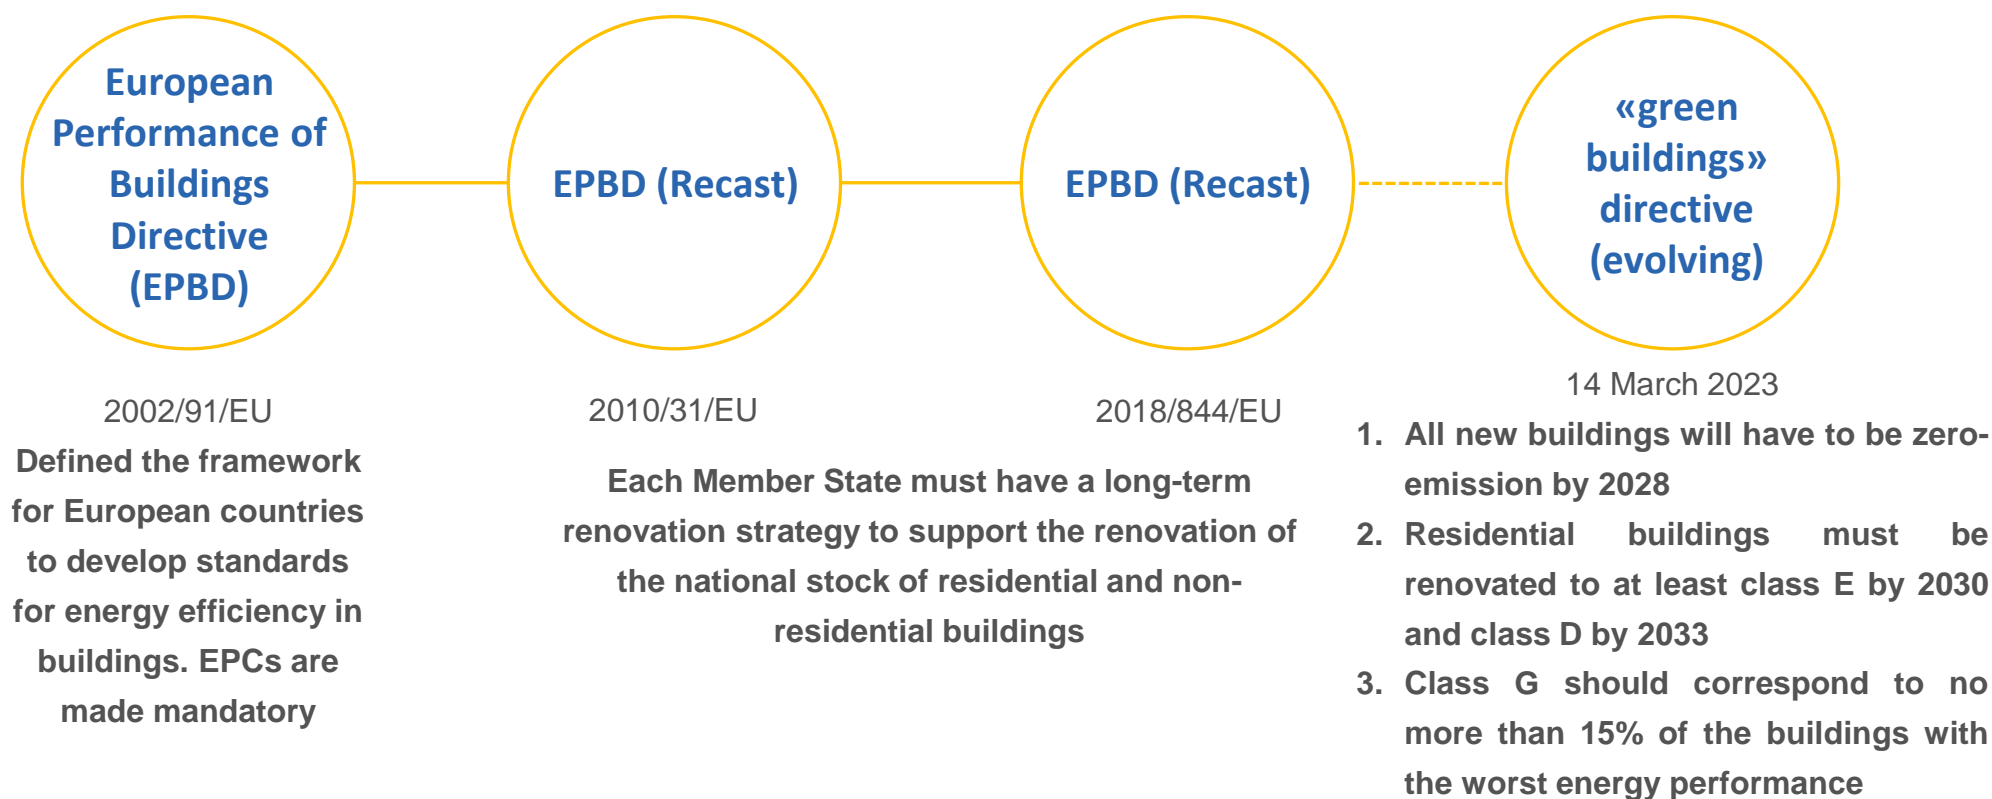 European
Performance of
Buildings
Directive
(EPBD)
EPBD (Recast)
EPBD (Recast)
«green
buildings»
directive
(evolving)
2002/91/EU
Defined the framework
for European countries
to develop standards
for energy efficiency in
buildings. EPCs are
made mandatory
2010/31/EU
2018/844/EU
Each Member State must have a long-term
renovation strategy to support the renovation of
the national stock of residential and non-
residential buildings
14 March 2023
1. All new buildings will have to be zero-
emission by 2028
2. Residential buildings must be
renovated to at least class E by 2030
and class D by 2033
3. Class G should correspond to no
more than 15% of the buildings with
the worst energy performance